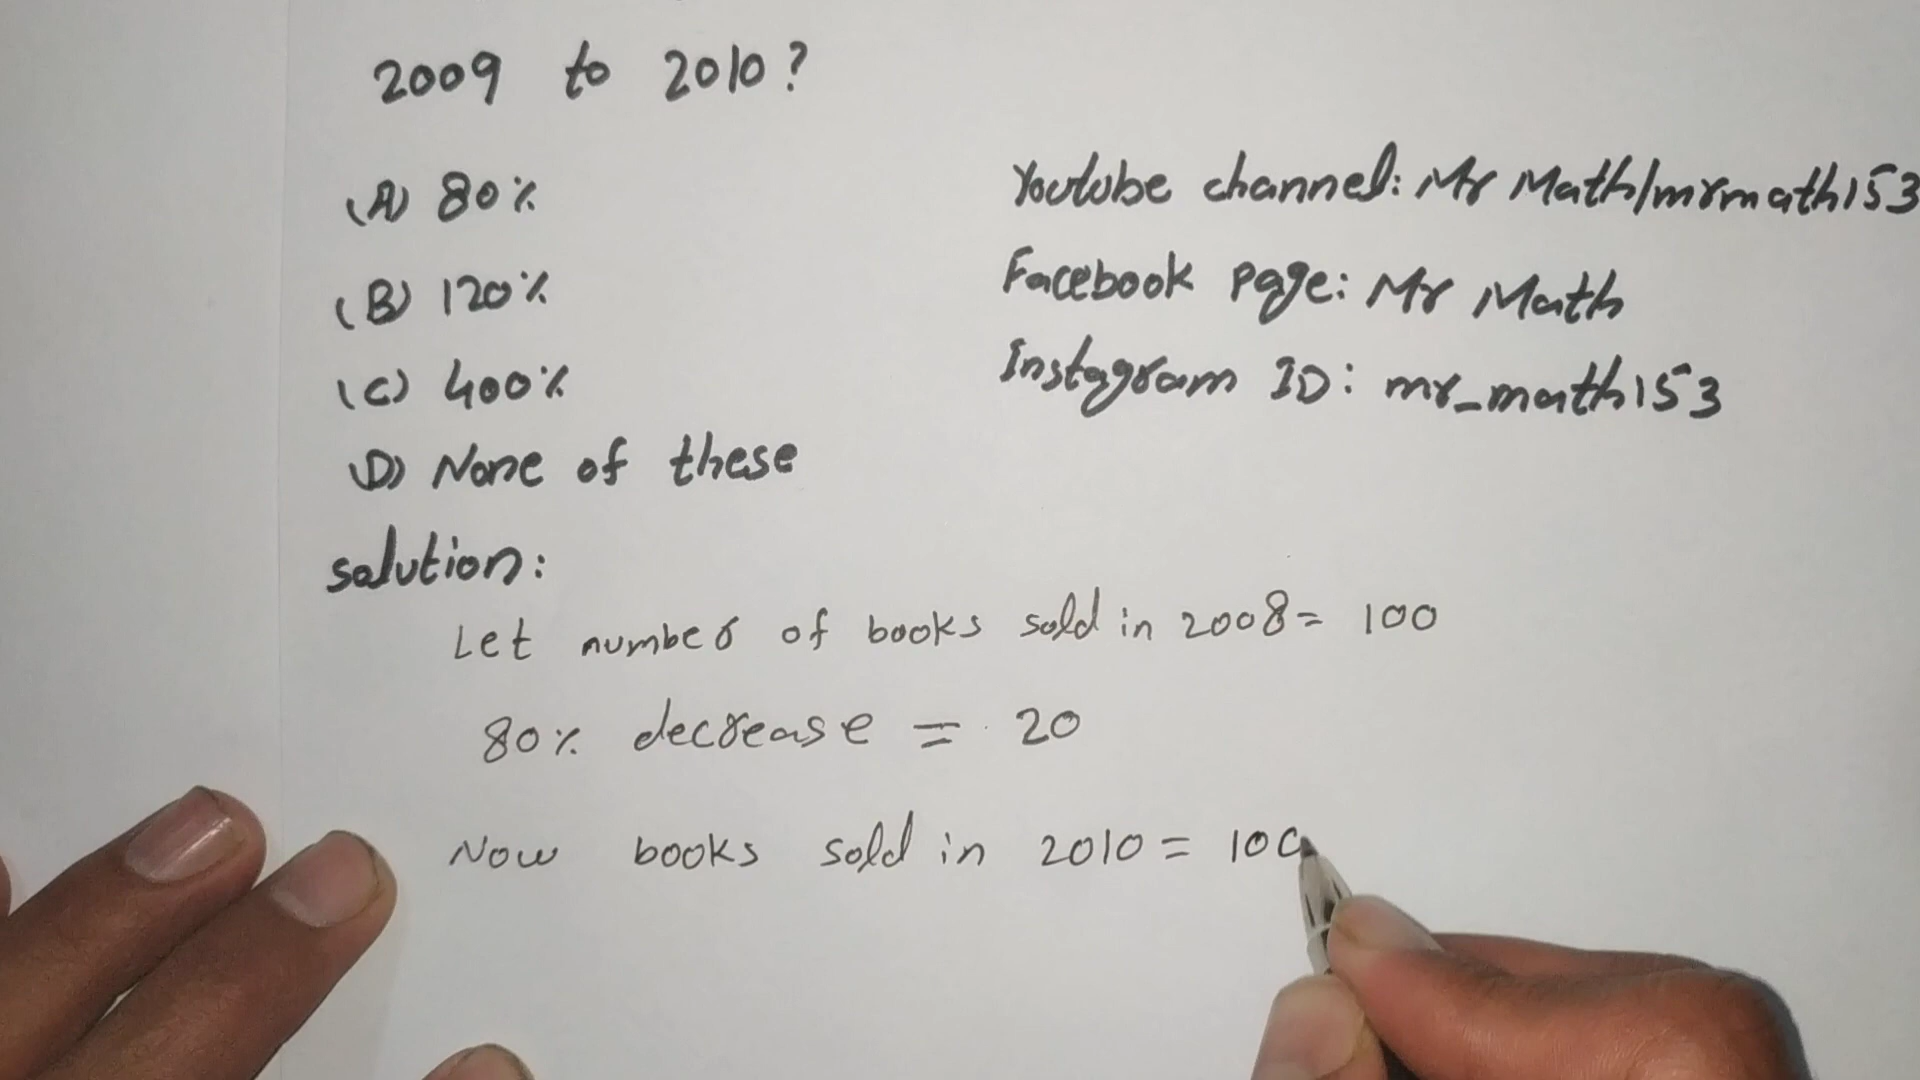 2009 to 2010?
(A) 80%
(B) 120%
(C) 400%
(D) None of these
Youtube channel: Mr Math/mrmath153
Facebook page: Mr Math
Instagram ID: mr_math153
solution:
Let number of books sold in 2008 = 100
80% decrease = 20
Now books sold in 2010 = 100